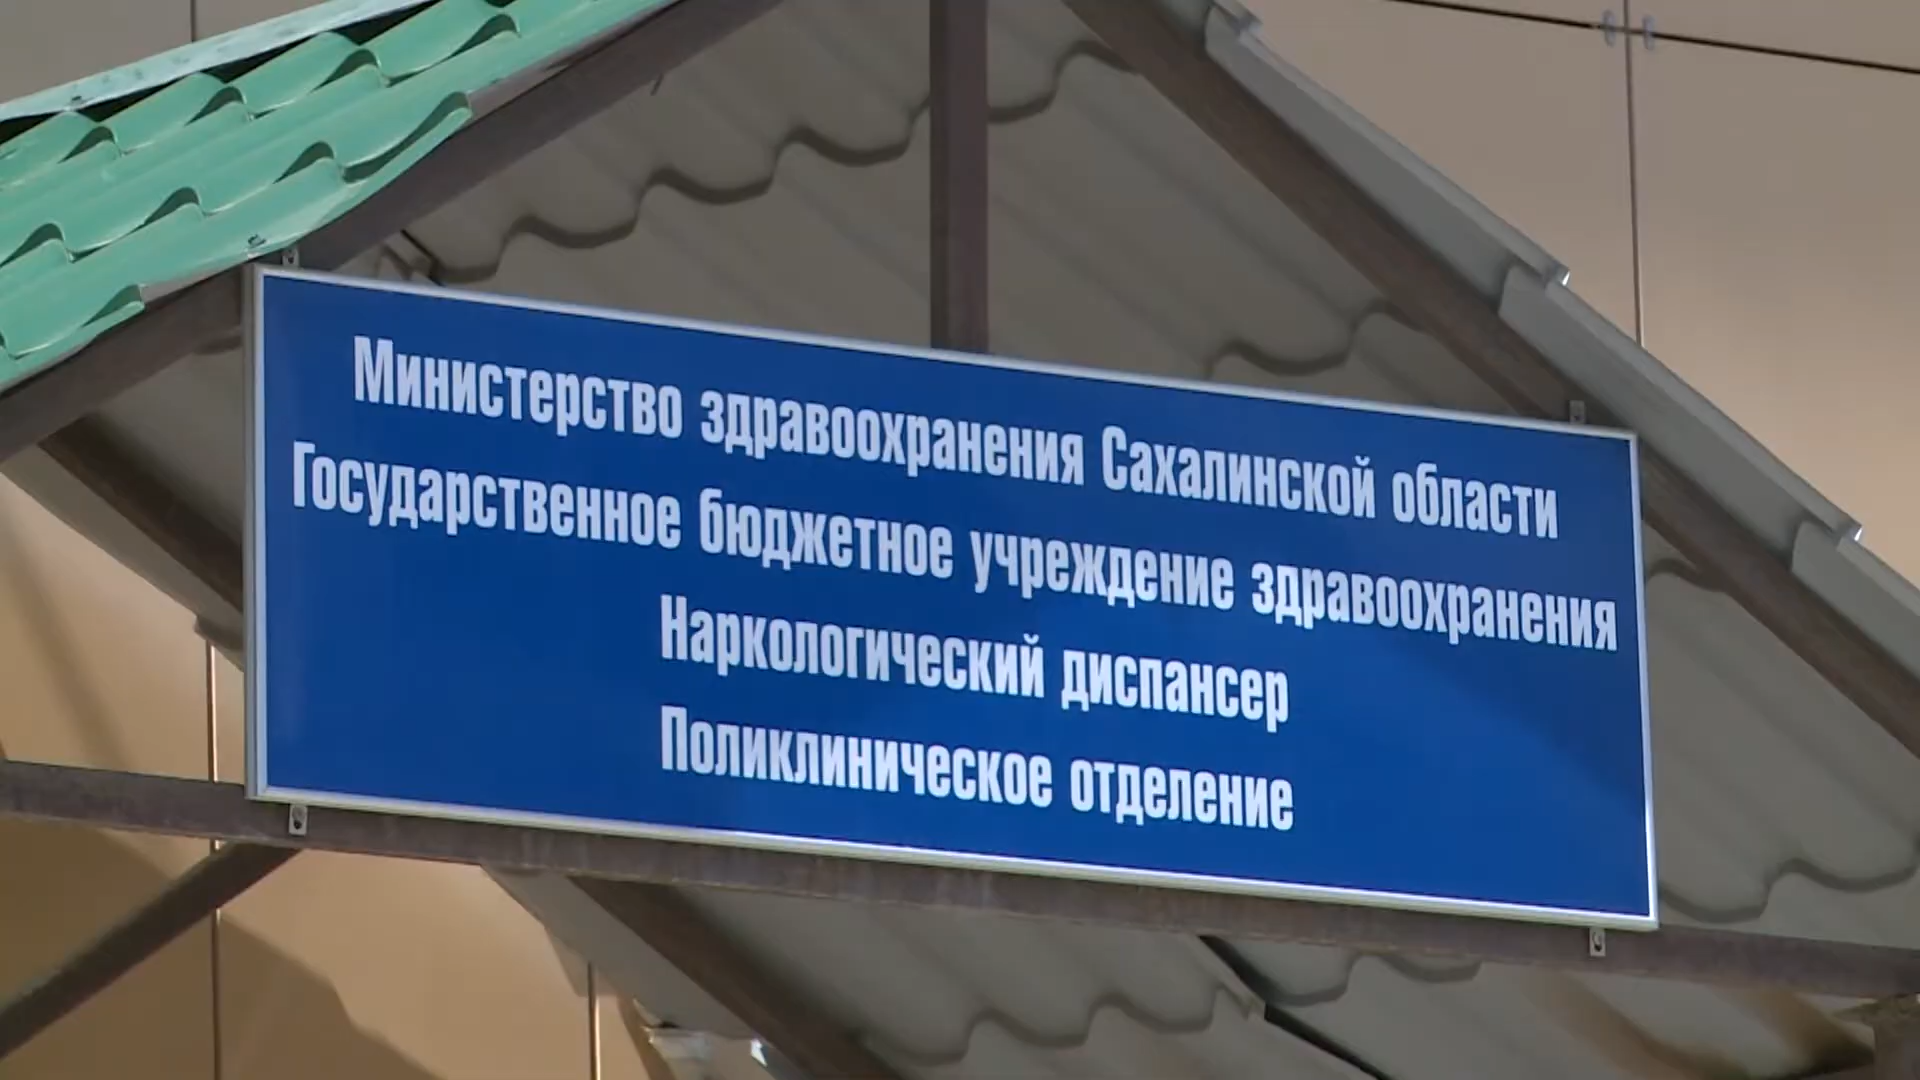 Министерство здравоохранения Сахалинской области
Государственное бюджетное учреждение здравоохранения
Наркологический диспансер
Поликлиническое отделение